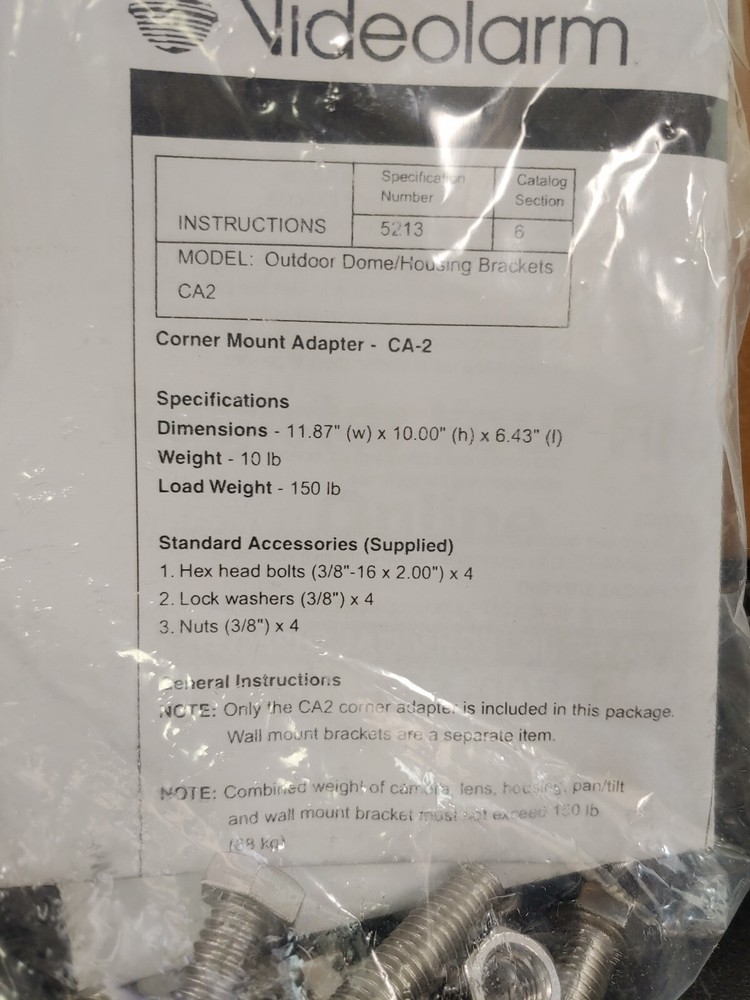 Videolarm
Specification Catalog
Number Section
INSTRUCTIONS 5213 6
MODEL: Outdoor Dome/Housing Brackets
CA2
Corner Mount Adapter - CA-2
Specifications
Dimensions - 11.87" (w) x 10.00" (h) x 6.43" (l)
Weight - 10 lb
Load Weight - 150 lb
Standard Accessories (Supplied)
1. Hex head bolts (3/8"-16 x 2.00") x 4
2. Lock washers (3/8") x 4
3. Nuts (3/8") x 4
General Instructions
NOTE: Only the CA2 corner adapter is included in this package.
Wall mount brackets are a separate item.
NOTE: Combined weight of camera, lens, housing, pan/tilt
and wall mount bracket must not exceed 150 lb
(68 kg)